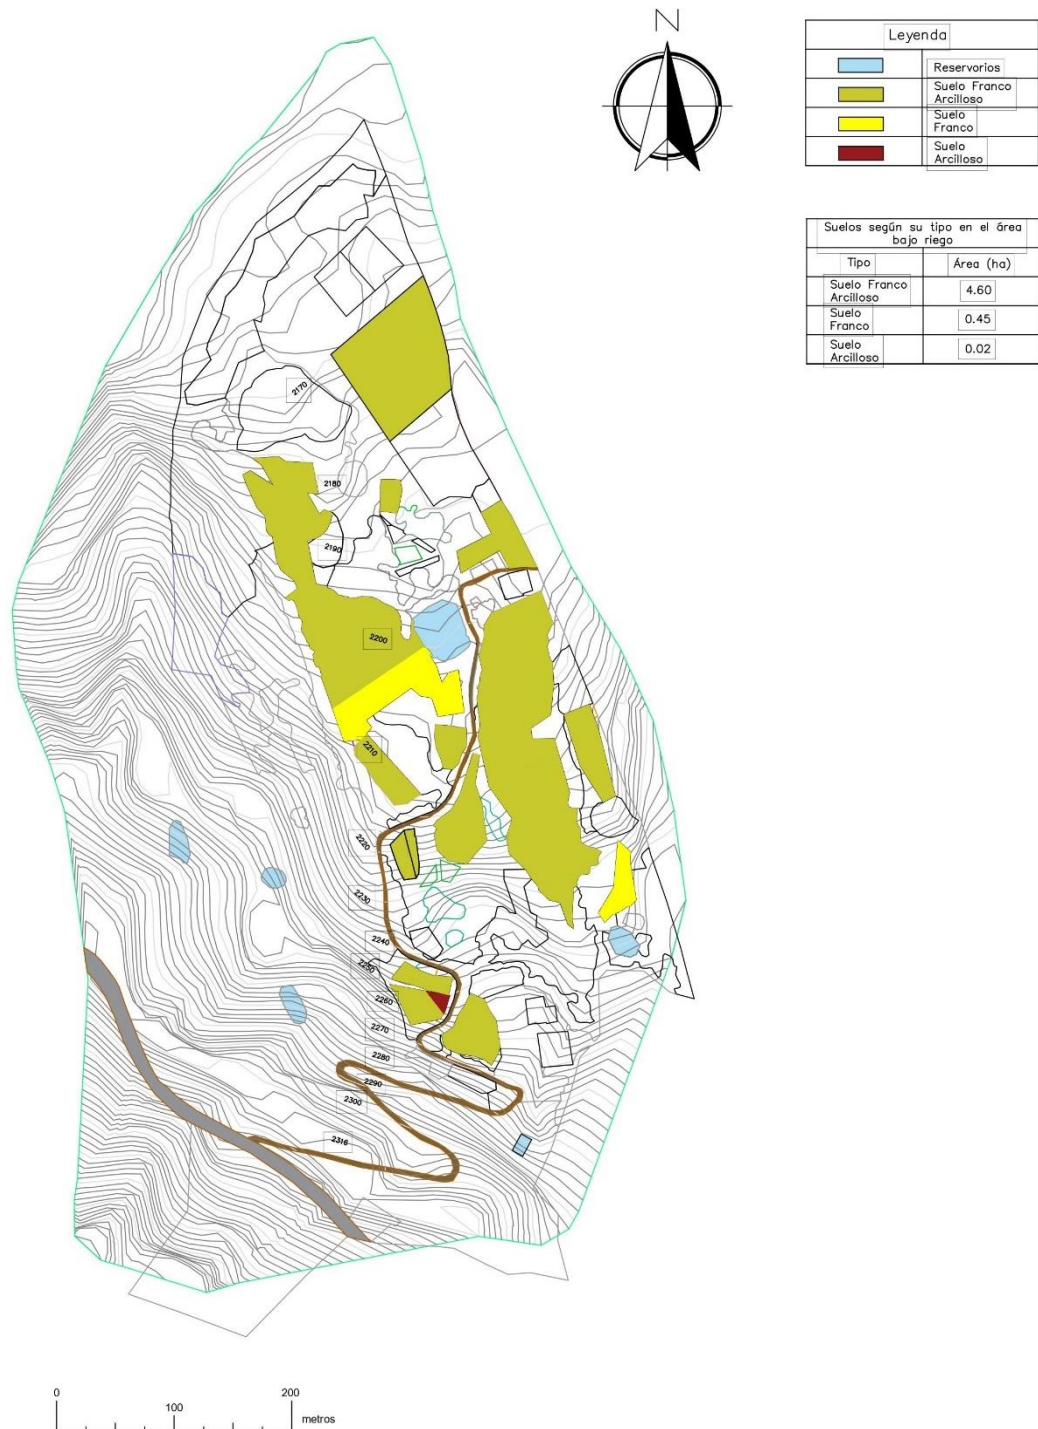 N
Leyenda
Reservorios
Suelo Franco
Arcilloso
Suelo
Franco
Suelo
Arcilloso
Suelos según su tipo en el área
bajo riego
Tipo Área (ha)
Suelo Franco
Arcilloso
4.60
Suelo
Franco
0.45
Suelo
Arcilloso
0.02
2170
2180
2190
2200
2210
2220
2230
2240
2250
2260
2270
2280
2290
2300
2316
0 100 200
metros